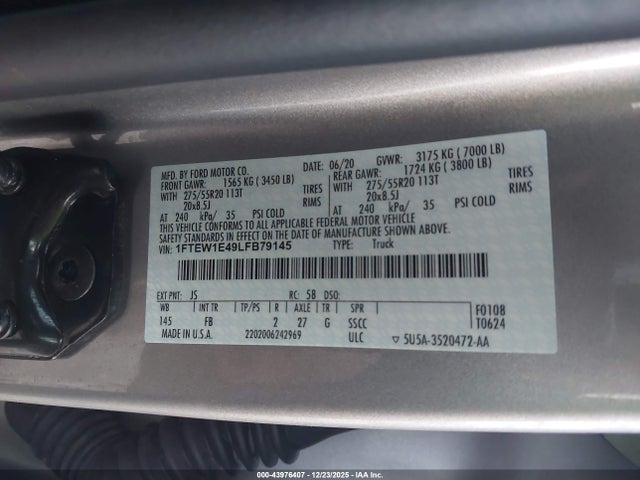 MFD. BY FORD MOTOR CO. 06/20 GVWR: 3175 KG ( 7000 LB)
FRONT GAWR: 1565 KG ( 3450 LB) REAR GAWR: 1724 KG ( 3800 LB)
WITH 275/55R20 113T TIRES WITH 275/55R20 113T TIRES
20x8.5J RIMS 20x8.5J RIMS
AT 240 kPa/ 35 PSI COLD AT 240 kPa/ 35 PSI COLD
THIS VEHICLE CONFORMS TO ALL APPLICABLE FEDERAL MOTOR VEHICLE
SAFETY STANDARDS IN EFFECT ON THE DATE OF MANUFACTURE SHOWN ABOVE.
VIN: 1FTEW1E49LFB79145 TYPE: Truck
EXT PNT: JS RC: 58 DSO:
WB INT TR TP/PS R AXLE TR SPR F0108
145 FB 2 27 G SSCC T0624
MADE IN U.S.A. 2202006242969 ULC ▽ 5U5A-3520472-AA
000-43976407 - 12/23/2025 - IAA Inc.